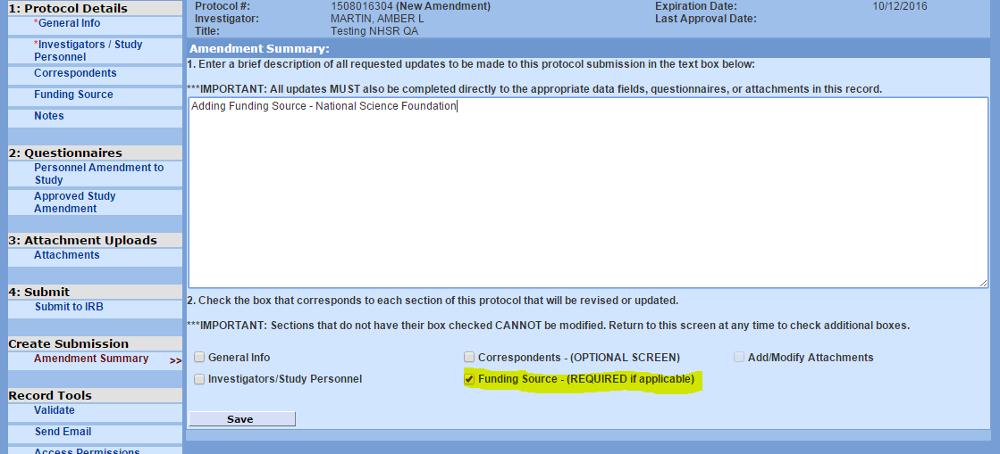 1: Protocol Details
*General Info
*Investigators / Study
Personnel
Correspondents
Funding Source
Notes
2: Questionnaires
Personnel Amendment to
Study
Approved Study
Amendment
3: Attachment Uploads
Attachments
4: Submit
Submit to IRB
Create Submission
Amendment Summary >>
Record Tools
Validate
Send Email
Access Permissions
Protocol #: 1508016304 (New Amendment) Expiration Date: 10/12/2016
Investigator: MARTIN, AMBER L Last Approval Date:
Title: Testing NHSR QA
Amendment Summary:
1. Enter a brief description of all requested updates to be made to this protocol submission in the text box below:
***IMPORTANT: All updates MUST also be completed directly to the appropriate data fields, questionnaires, or attachments in this record.
Adding Funding Source - National Science Foundation
2. Check the box that corresponds to each section of this protocol that will be revised or updated.
***IMPORTANT: Sections that do not have their box checked CANNOT be modified. Return to this screen at any time to check additional boxes.
General Info Correspondents - (OPTIONAL SCREEN) Add/Modify Attachments
Investigators/Study Personnel Funding Source - (REQUIRED if applicable)
Save